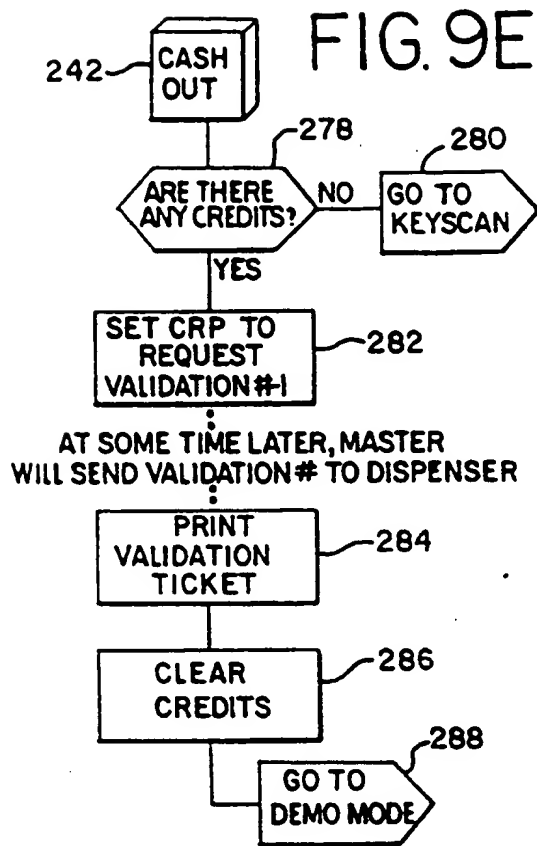 FIG. 9E
242
CASH
OUT
278
ARE THERE
ANY CREDITS?
NO
280
GO TO
KEYSCAN
YES
SET CRP TO
REQUEST
VALIDATION #-1
282
AT SOME TIME LATER, MASTER
WILL SEND VALIDATION # TO DISPENSER
PRINT
VALIDATION
TICKET
284
CLEAR
CREDITS
286
288
GO TO
DEMO MODE